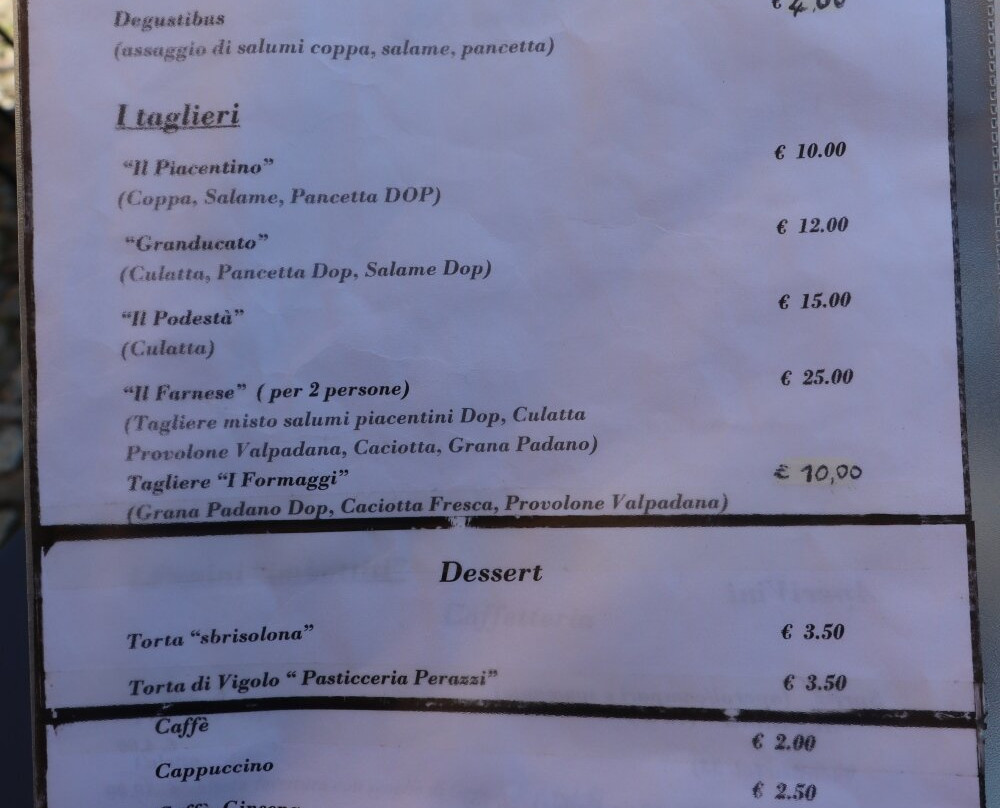 Degustibus € 4,00
(assaggio di salumi coppa, salame, pancetta)
I taglieri
“Il Piacentino” € 10.00
(Coppa, Salame, Pancetta DOP)
“Granducato” € 12.00
(Culatta, Pancetta Dop, Salame Dop)
“Il Podestà” € 15.00
(Culatta)
“Il Farnese” ( per 2 persone) € 25.00
(Tagliere misto salumi piacentini Dop, Culatta
Provolone Valpadana, Caciotta, Grana Padano)
Tagliere “I Formaggi” € 10,00
(Grana Padano Dop, Caciotta Fresca, Provolone Valpadana)
Dessert
Torta “sbrisolona” € 3.50
Torta di Vigolo “ Pasticceria Perazzi” € 3.50
Caffè € 2.00
Cappuccino € 2.50